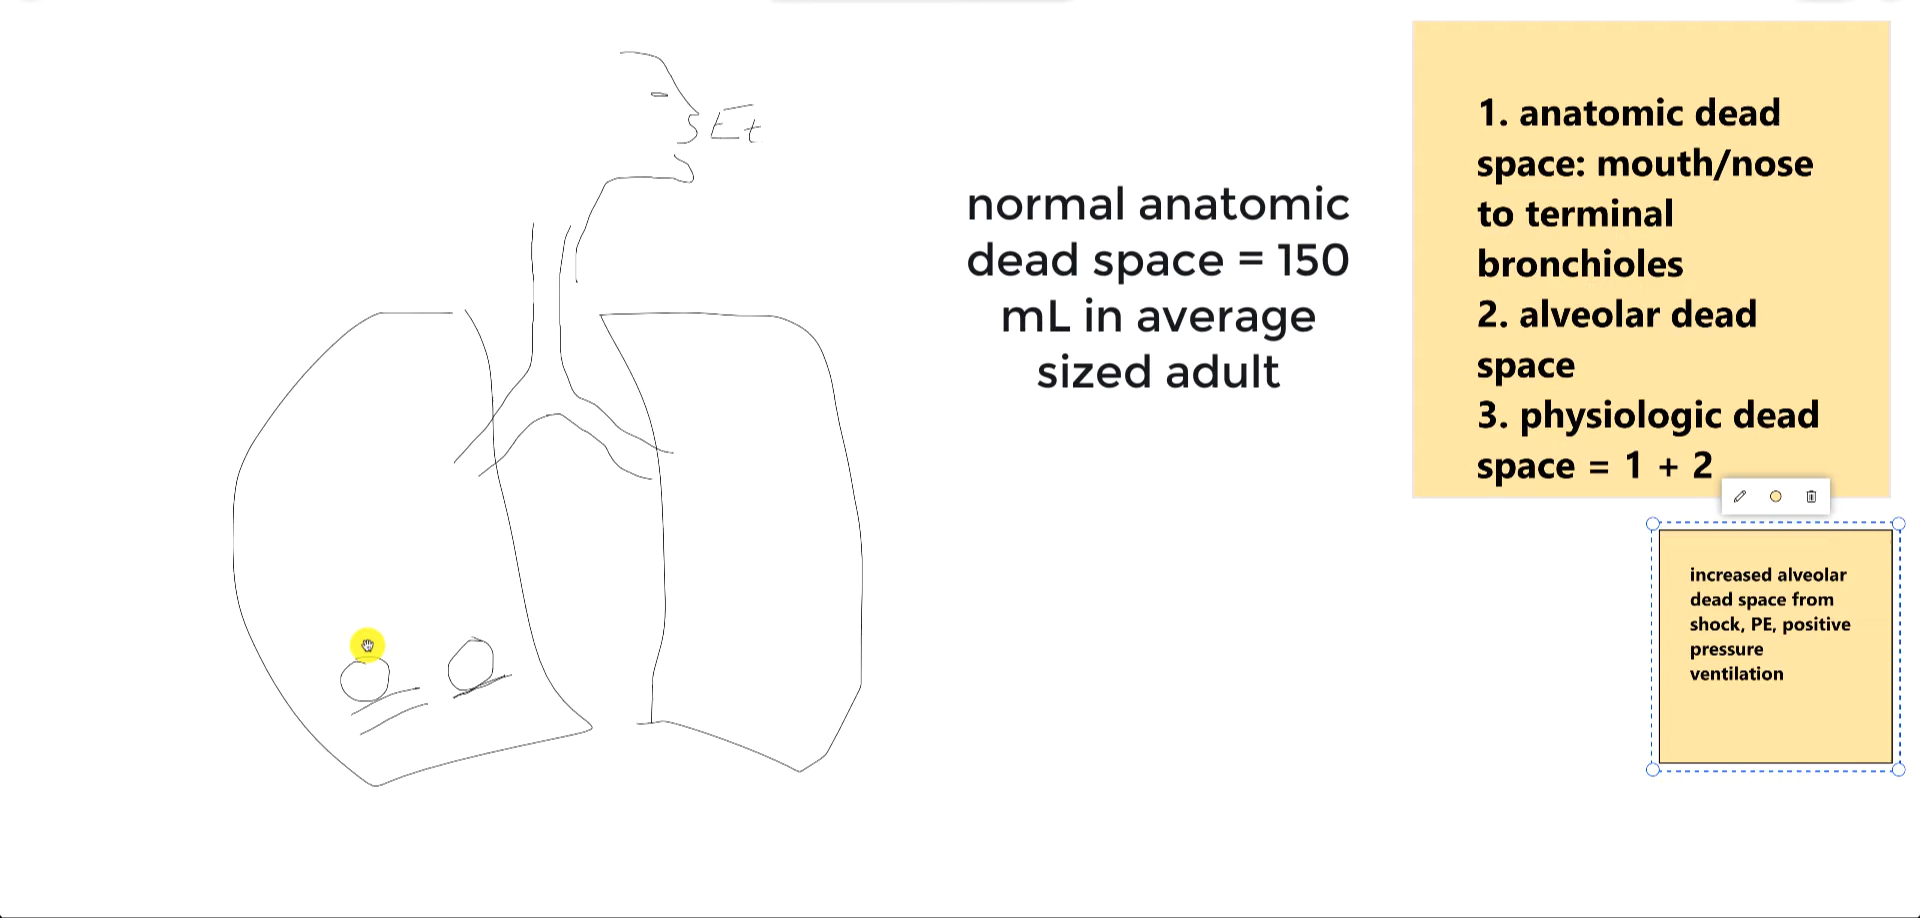 Et
normal anatomic
dead space = 150
mL in average
sized adult
1. anatomic dead
space: mouth/nose
to terminal
bronchioles
2. alveolar dead
space
3. physiologic dead
space = 1 + 2
increased alveolar
dead space from
shock, PE, positive
pressure
ventilation